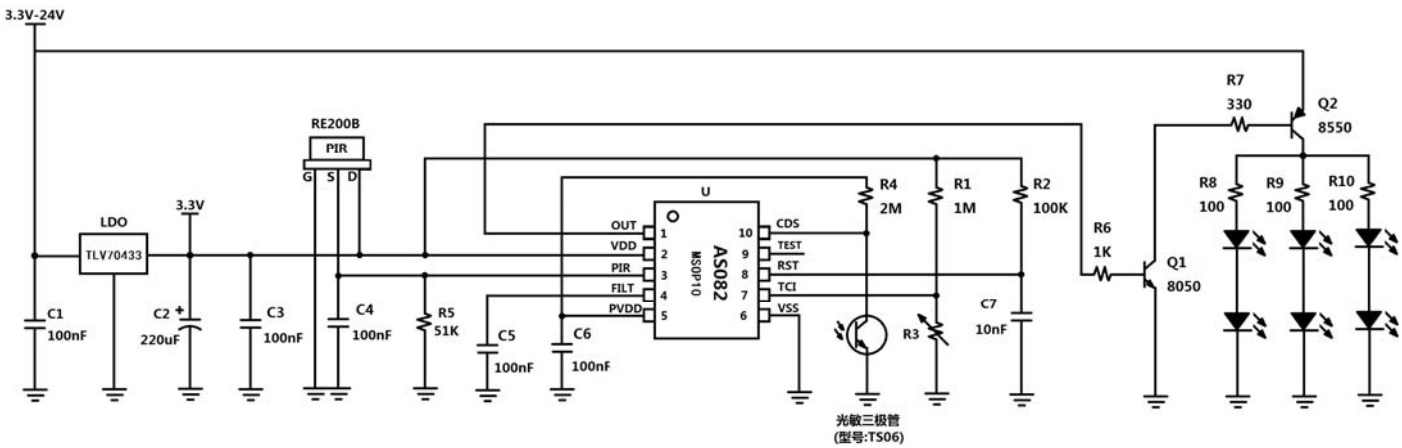 3.3V-24V
RE200B
PIR
G S D
LDO
TLV70433
3.3V
C1
100nF
C2
+
220uF
C3
100nF
C4
100nF
R5
51K
C5
100nF
C6
100nF
U
AS082
MSOP10
OUT
1
VDD
2
PIR
3
FILT
4
PVDD
5
10
CDS
9
TEST
8
RST
7
TCI
6
VSS
R4
2M
R1
1M
R2
100K
R3
C7
10nF
光敏三极管
(型号:TS06)
R6
1K
Q1
8050
R7
330
Q2
8550
R8
100
R9
100
R10
100